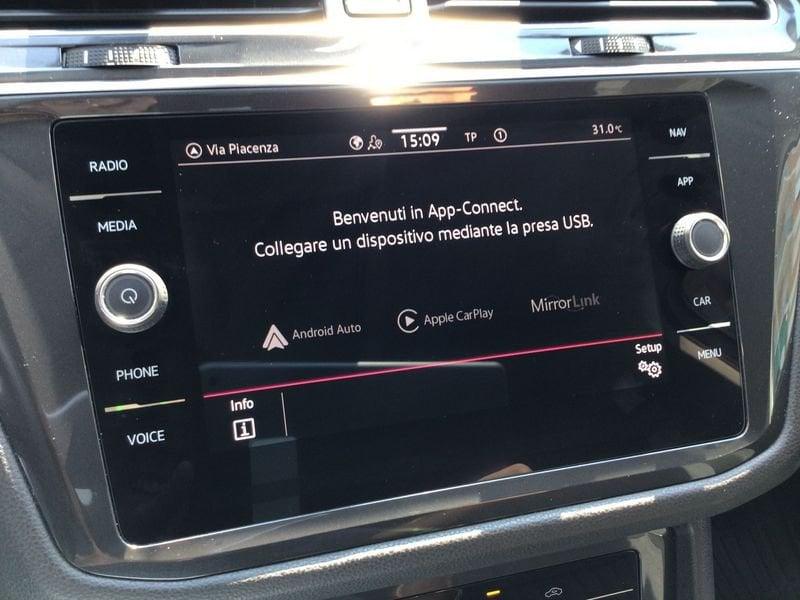 RADIO
MEDIA
PHONE
VOICE
Via Piacenza
15:09
TP
1
31.0°C
Benvenuti in App-Connect.
Collegare un dispositivo mediante la presa USB.
Android Auto
Apple CarPlay
MirrorLink
Setup
Info
i
NAV
APP
CAR
MENU